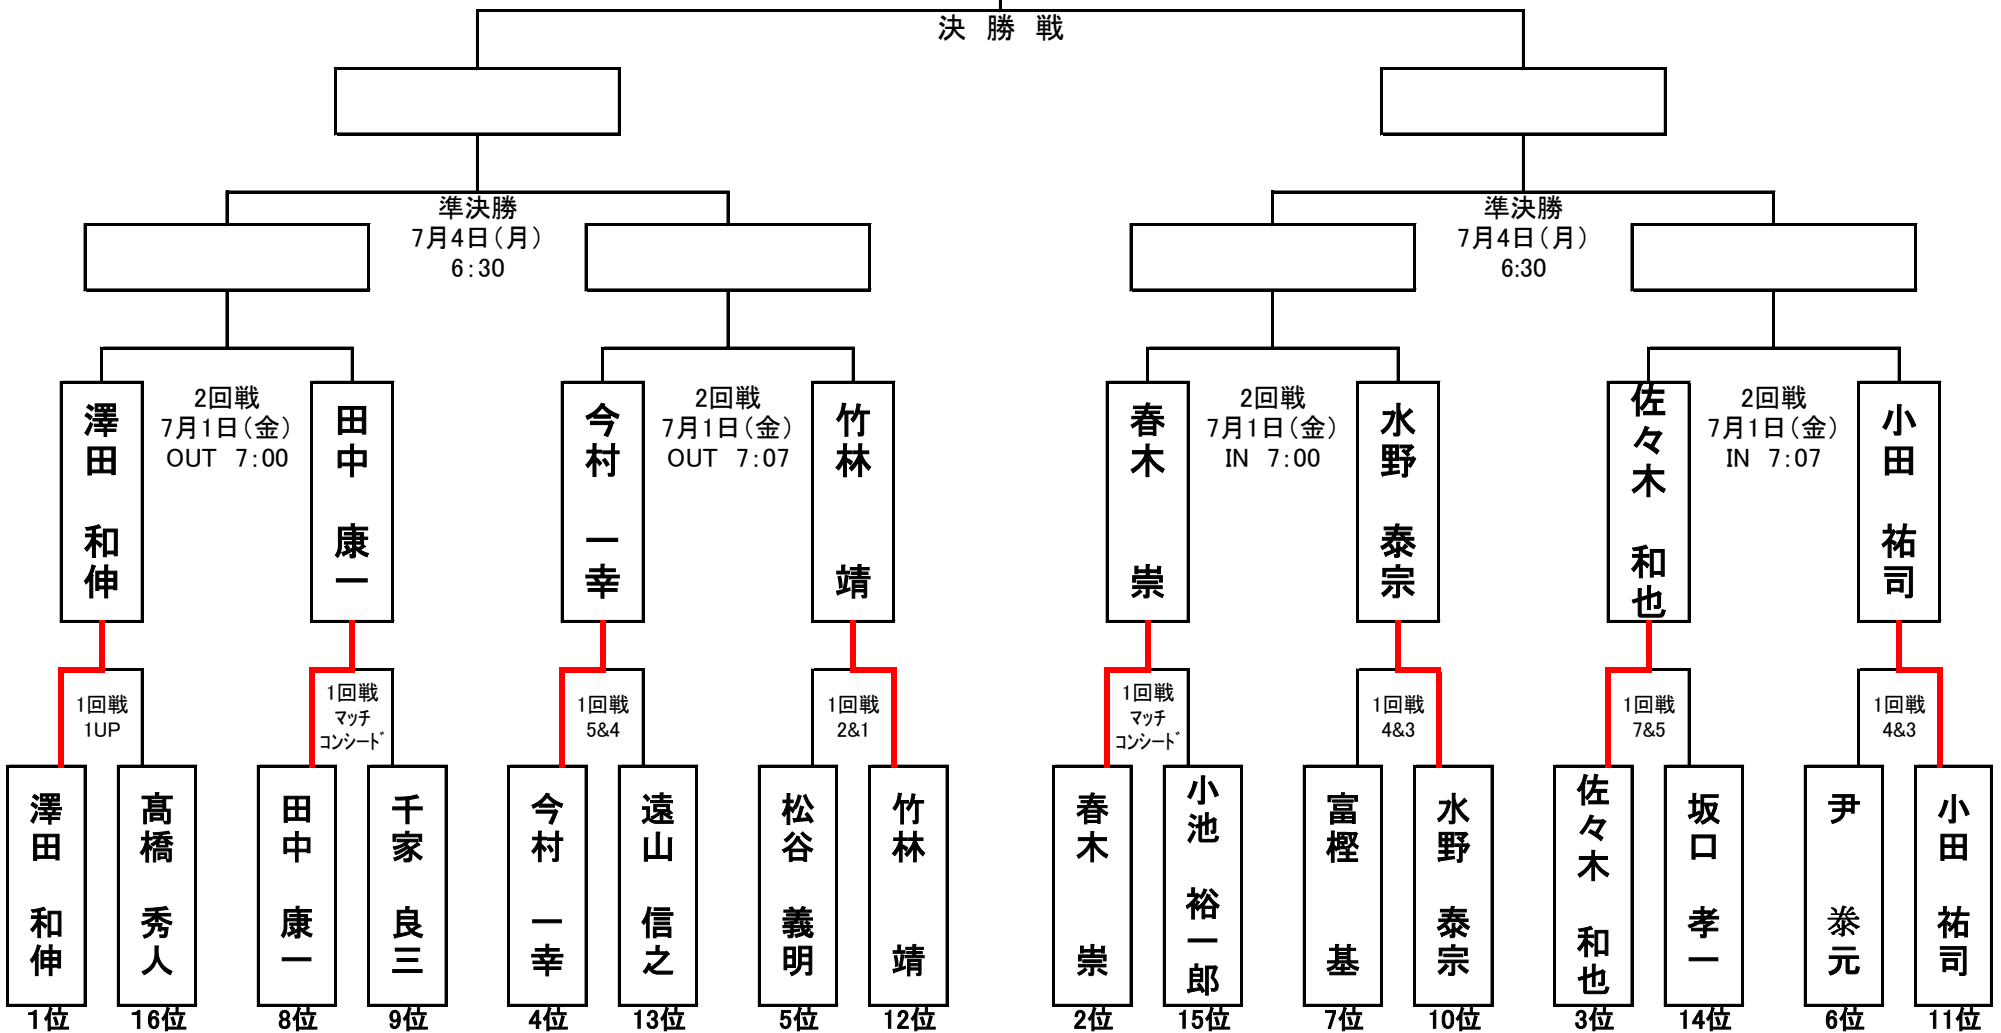 決 勝 戦
準決勝
7月4日(月)
6:30
準決勝
7月4日(月)
6:30
澤田 和伸
2回戦
7月1日(金)
OUT 7:00
田中 康一
今村 一幸
2回戦
7月1日(金)
OUT 7:07
竹林 靖
春木 崇
2回戦
7月1日(金)
IN 7:00
水野 泰宗
佐々木 和也
2回戦
7月1日(金)
IN 7:07
小田 祐司
1回戦
1UP
1回戦
マッチ
コンシード
1回戦
5&4
1回戦
2&1
1回戦
マッチ
コンシード
1回戦
4&3
1回戦
7&5
1回戦
4&3
澤田 和伸
髙橋 秀人
田中 康一
千家 良三
今村 一幸
遠山 信之
松谷 義明
竹林 靖
春木 崇
小池 裕一郎
富樫 基
水野 泰宗
佐々木 和也
坂口 孝一
尹 㤗元
小田 祐司
1位
16位
8位
9位
4位
13位
5位
12位
2位
15位
7位
10位
3位
14位
6位
11位